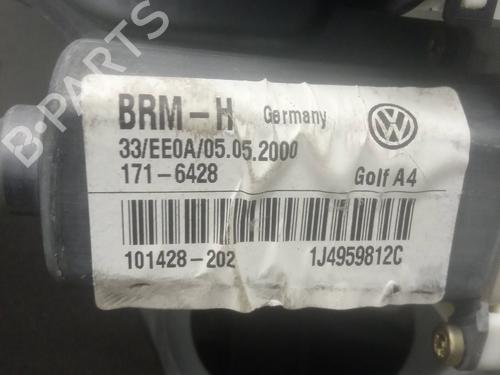 BRM-H Germany
33/EE0A/05.05.2000
171-6428 Golf A4
101428-202 1J4959812C
B-PARTS